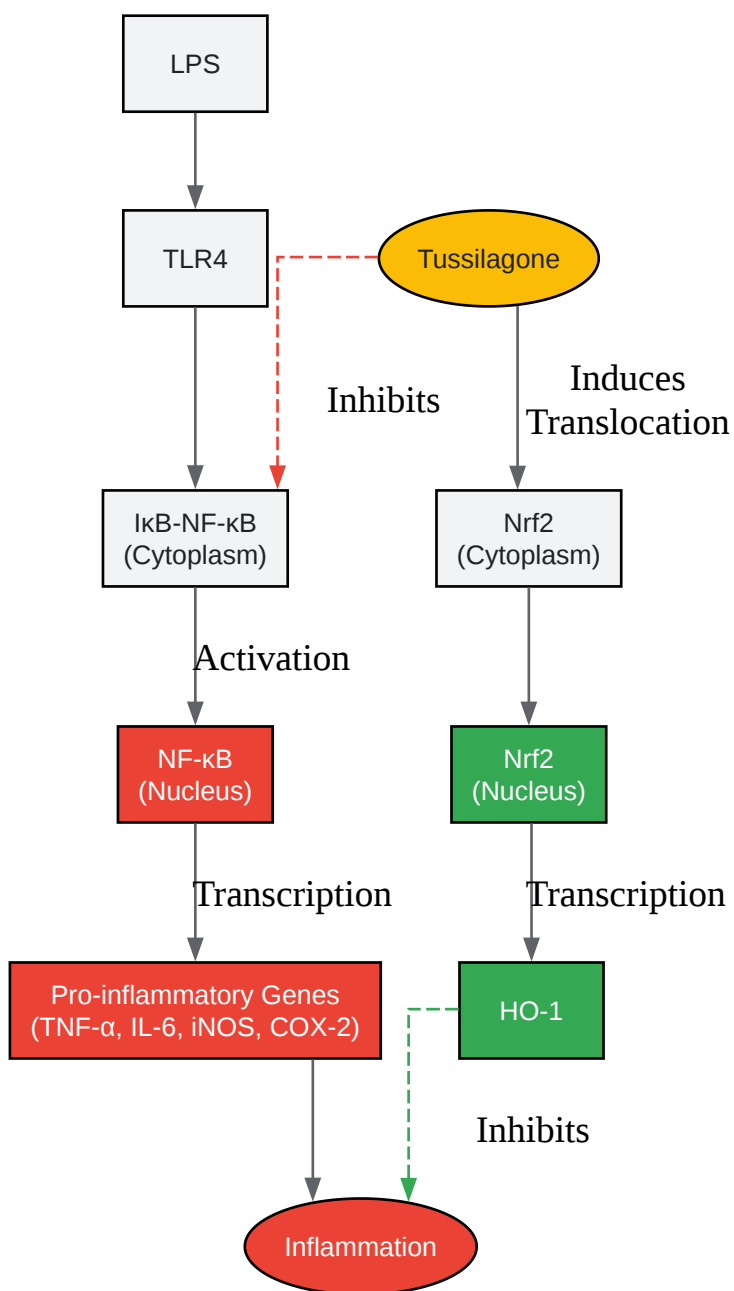 LPS
TLR4
Tussilagone
Inhibits
Induces
Translocation
IκB-NF-κB
(Cytoplasm)
Nrf2
(Cytoplasm)
Activation
NF-κB
(Nucleus)
Nrf2
(Nucleus)
Transcription
Transcription
Pro-inflammatory Genes
(TNF-α, IL-6, iNOS, COX-2)
HO-1
Inhibits
Inflammation